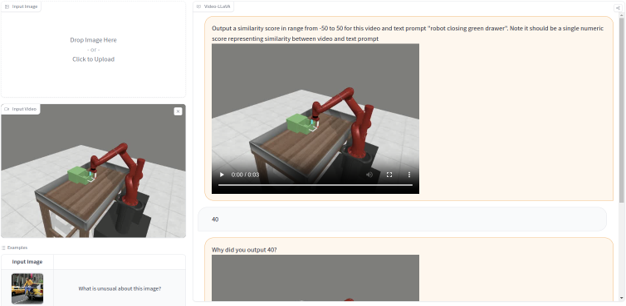 Input Image
Drop Image Here
- or -
Click to Upload
Input Video
Examples
Input Image
What is unusual about this image?
Video-LLaVA
Output a similarity score in range from -50 to 50 for this video and text prompt "robot closing green drawer". Note it should be a single numeric
score representing similarity between video and text prompt
0:00 / 0:03
40
Why did you output 40?